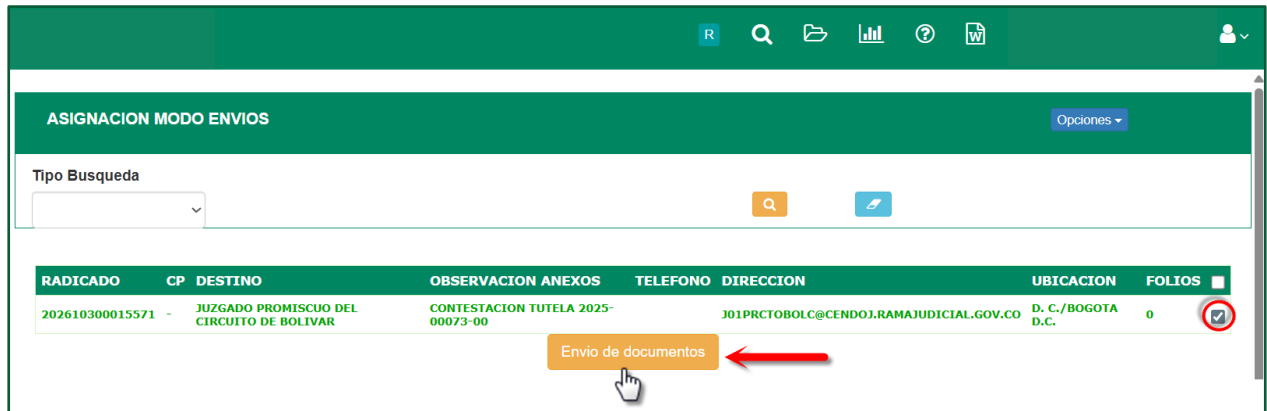 R
W
ASIGNACION MODO ENVIOS
Opciones
Tipo Busqueda
RADICADO CP DESTINO OBSERVACION ANEXOS TELEFONO DIRECCION UBICACION FOLIOS
202610300015571 - JUZGADO PROMISCUO DEL CIRCUITO DE BOLIVAR CONTESTACION TUTELA 2025-00073-00 J01PRCTOBOLC@CENDOJ.RAMAJUDICIAL.GOV.CO D. C./BOGOTA D.C. 0
Envio de documentos